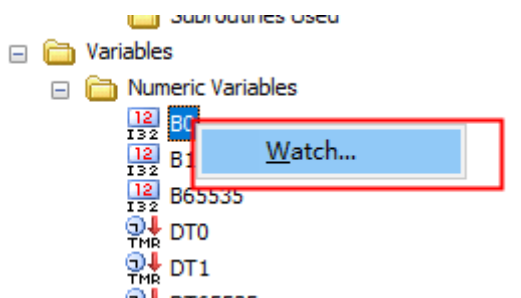 Subroutines Used
Variables
Numeric Variables
12
I32
B0
Watch...
12
I32
B1
12
I32
B65535
TMR
DT0
TMR
DT1
DT65535